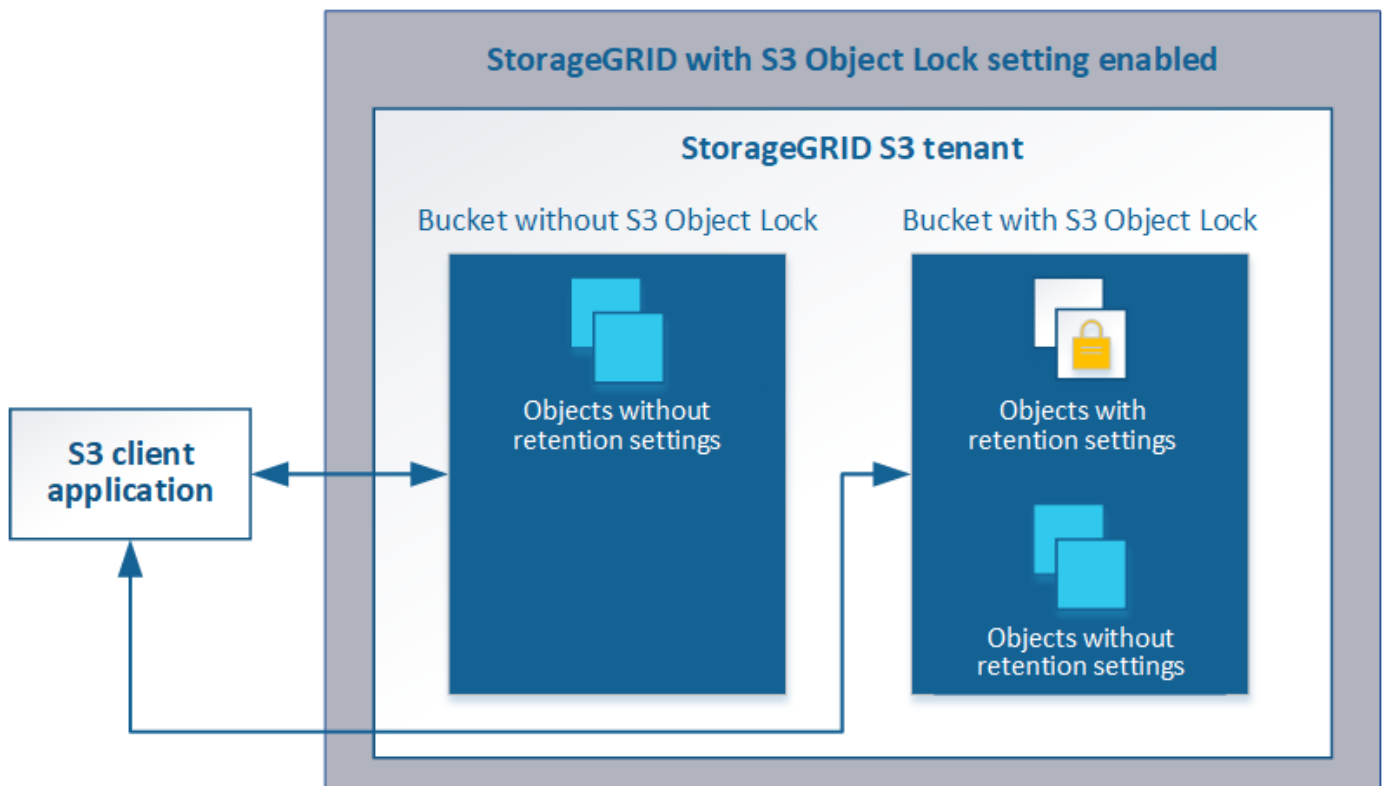 StorageGRID with S3 Object Lock setting enabled
StorageGRID S3 tenant
Bucket without S3 Object Lock
Bucket with S3 Object Lock
Objects without
retention settings
Objects with
retention settings
S3 client
application
Objects without
retention settings